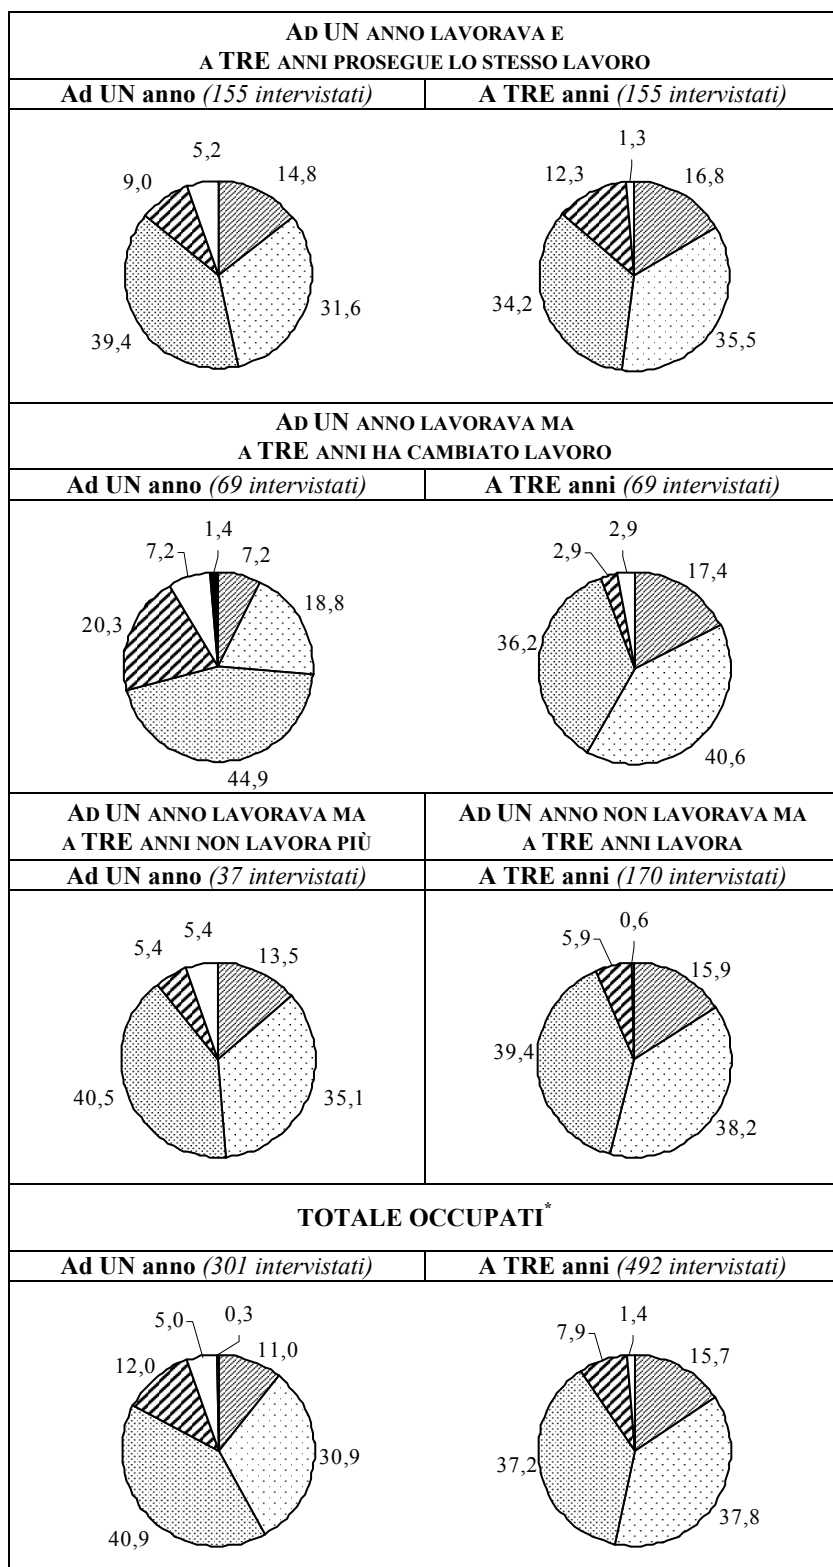 AD UN ANNO LAVORAVA E
A TRE ANNI PROSEGUE LO STESSO LAVORO
Ad UN anno (155 intervistati)
A TRE anni (155 intervistati)
5,2
9,0
14,8
31,6
39,4
1,3
12,3
16,8
34,2
35,5
AD UN ANNO LAVORAVA MA
A TRE ANNI HA CAMBIATO LAVORO
Ad UN anno (69 intervistati)
A TRE anni (69 intervistati)
1,4
7,2
7,2
18,8
20,3
44,9
2,9
2,9
17,4
36,2
40,6
AD UN ANNO LAVORAVA MA
A TRE ANNI NON LAVORA PIÙ
AD UN ANNO NON LAVORAVA MA
A TRE ANNI LAVORA
Ad UN anno (37 intervistati)
A TRE anni (170 intervistati)
5,4
5,4
13,5
40,5
35,1
0,6
5,9
15,9
39,4
38,2
TOTALE OCCUPATI*
Ad UN anno (301 intervistati)
A TRE anni (492 intervistati)
5,0
0,3
12,0
11,0
30,9
40,9
7,9
1,4
15,7
37,2
37,8